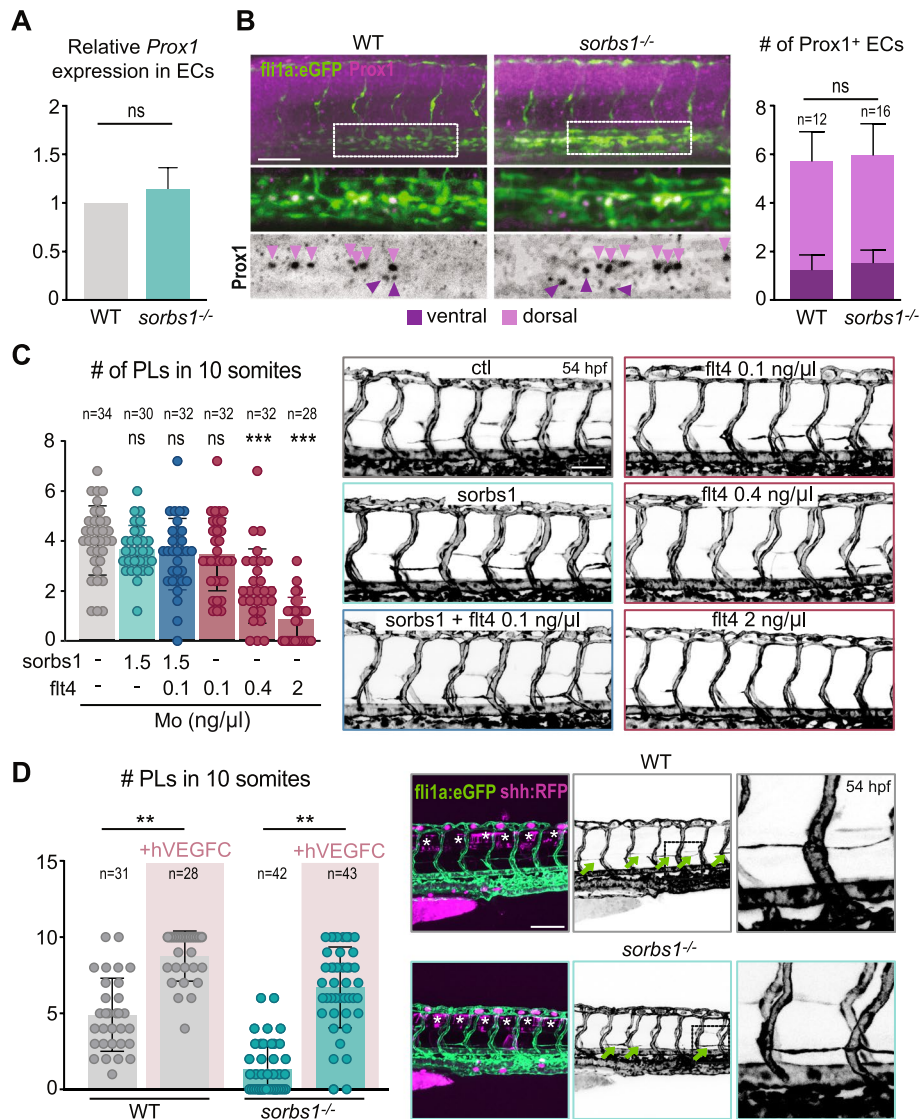 A
Relative Prox1
expression in ECs
ns
2
1.5
1
0.5
0
WT
sorbs1-/-
B
WT
sorbs1-/-
fli1a:eGFP Prox1
Prox1
ventral
dorsal
# of Prox1+ ECs
ns
n=12
n=16
8
6
4
2
0
WT
sorbs1-/-
C
# of PLs in 10 somites
n=34
n=30
n=32
n=32
n=32
n=28
ns
ns
ns
***
***
8
6
4
2
0
sorbs1
-
1.5
1.5
-
-
-
flt4
-
-
0.1
0.1
0.4
2
Mo (ng/µl)
ctl
54 hpf
flt4 0.1 ng/µl
sorbs1
flt4 0.4 ng/µl
sorbs1 + flt4 0.1 ng/µl
flt4 2 ng/µl
D
# PLs in 10 somites
**
**
+hVEGFC
+hVEGFC
n=31
n=28
n=42
n=43
15
10
5
0
WT
sorbs1-/-
WT
fli1a:eGFP shh:RFP
54 hpf
* * * * * *
sorbs1-/-
* * * * * *